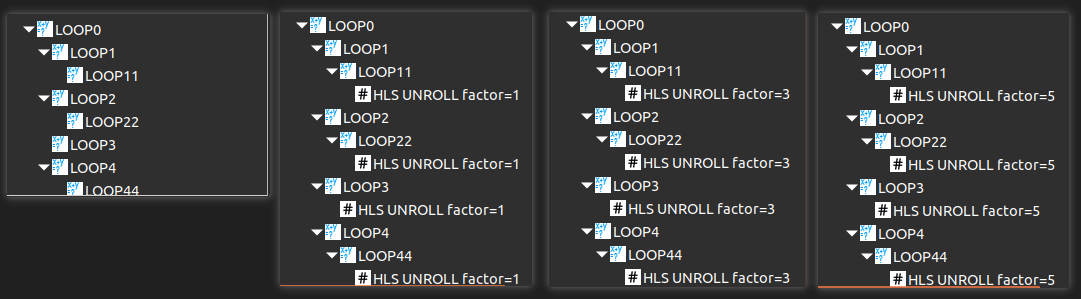 LOOP0
LOOP1
LOOP11
LOOP2
LOOP22
LOOP3
LOOP4
LOOP44
LOOP0
LOOP1
LOOP11
# HLS UNROLL factor=1
LOOP2
LOOP22
# HLS UNROLL factor=1
LOOP3
# HLS UNROLL factor=1
LOOP4
LOOP44
# HLS UNROLL factor=1
LOOP0
LOOP1
LOOP11
# HLS UNROLL factor=3
LOOP2
LOOP22
# HLS UNROLL factor=3
LOOP3
# HLS UNROLL factor=3
LOOP4
LOOP44
# HLS UNROLL factor=3
LOOP0
LOOP1
LOOP11
# HLS UNROLL factor=5
LOOP2
LOOP22
# HLS UNROLL factor=5
LOOP3
# HLS UNROLL factor=5
LOOP4
LOOP44
# HLS UNROLL factor=5